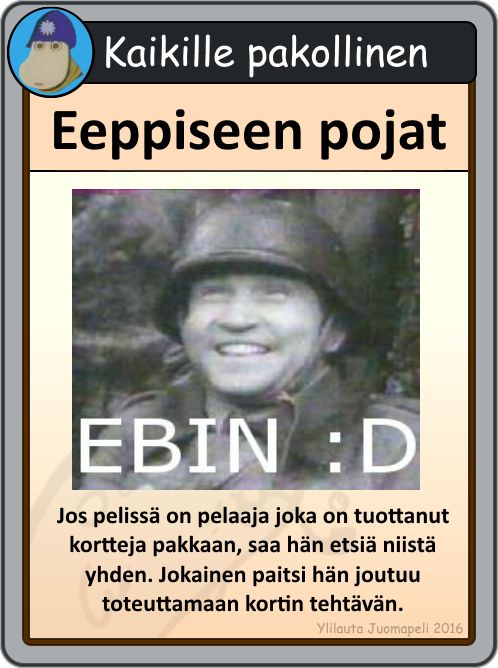 Kaikille pakollinen
Eeppiseen pojat
EBIN :D
Jos pelissä on pelaaja joka on tuottanut
kortteja pakkaan, saa hän etsiä niistä
yhden. Jokainen paitsi hän joutuu
toteuttamaan kortin tehtävän.
Ylilauta Juomapeli 2016